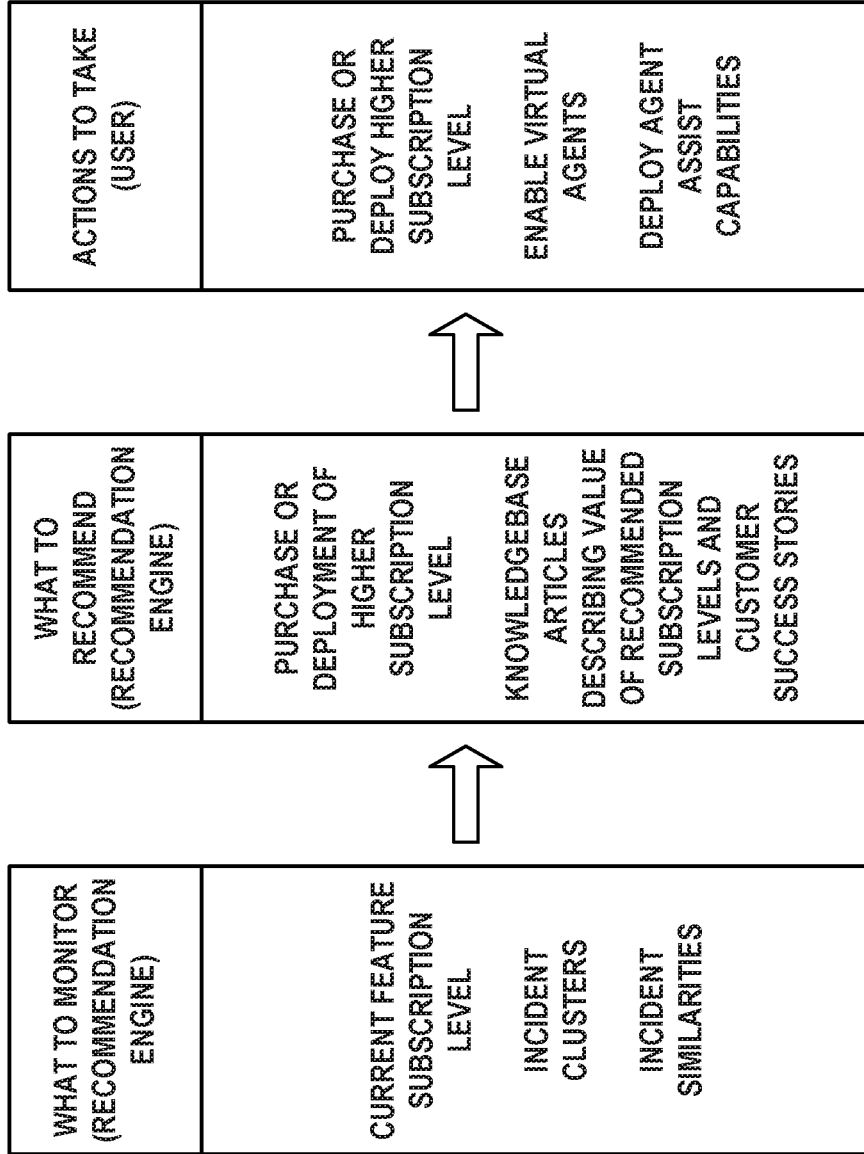 WHAT TO MONITOR
(RECOMMENDATION
ENGINE)
CURRENT FEATURE
SUBSCRIPTION
LEVEL
INCIDENT
CLUSTERS
INCIDENT
SIMILARITIES
WHAT TO
RECOMMEND
(RECOMMENDATION
ENGINE)
PURCHASE OR
DEPLOYMENT OF
HIGHER
SUBSCRIPTION
LEVEL
KNOWLEDGEBASE
ARTICLES
DESCRIBING VALUE
OF RECOMMENDED
SUBSCRIPTION
LEVELS AND
CUSTOMER
SUCCESS STORIES
ACTIONS TO TAKE
(USER)
PURCHASE OR
DEPLOY HIGHER
SUBSCRIPTION
LEVEL
ENABLE VIRTUAL
AGENTS
DEPLOY AGENT
ASSIST
CAPABILITIES